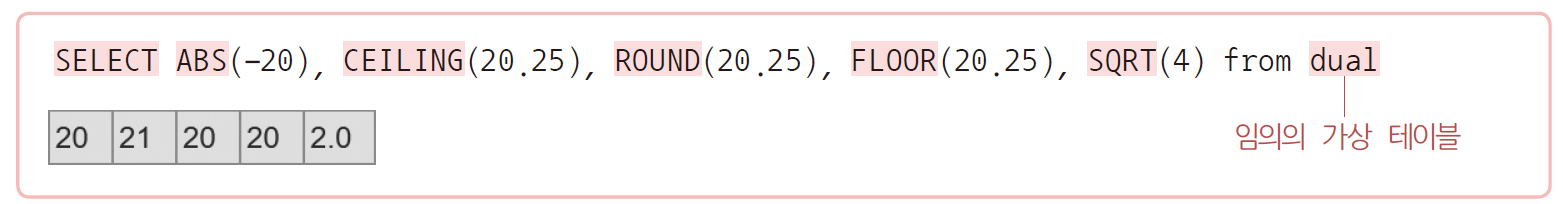 SELECT ABS(-20), CEILING(20.25), ROUND(20.25), FLOOR(20.25), SQRT(4) from dual
20 21 20 20 2.0
임의의 가상 테이블